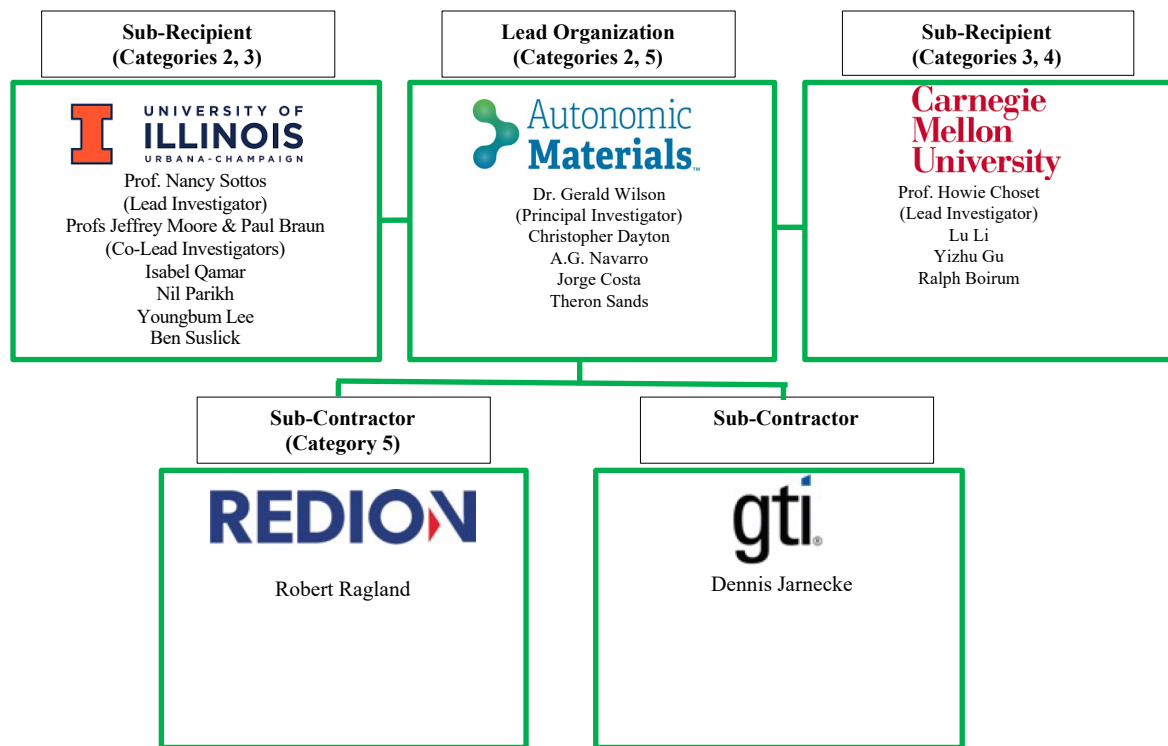 Sub-Recipient
(Categories 2, 3)
UNIVERSITY OF
ILLINOIS
URBANA-CHAMPAIGN
Prof. Nancy Sottos
(Lead Investigator)
Profs Jeffrey Moore & Paul Braun
(Co-Lead Investigators)
Isabel Qamar
Nil Parikh
Youngbum Lee
Ben Suslick
Lead Organization
(Categories 2, 5)
Autonomic
Materials™
Dr. Gerald Wilson
(Principal Investigator)
Christopher Dayton
A.G. Navarro
Jorge Costa
Theron Sands
Sub-Recipient
(Categories 3, 4)
Carnegie
Mellon
University
Prof. Howie Choset
(Lead Investigator)
Lu Li
Yizhu Gu
Ralph Boirum
Sub-Contractor
(Category 5)
REDION
Robert Ragland
Sub-Contractor
gti®
Dennis Jarnecke